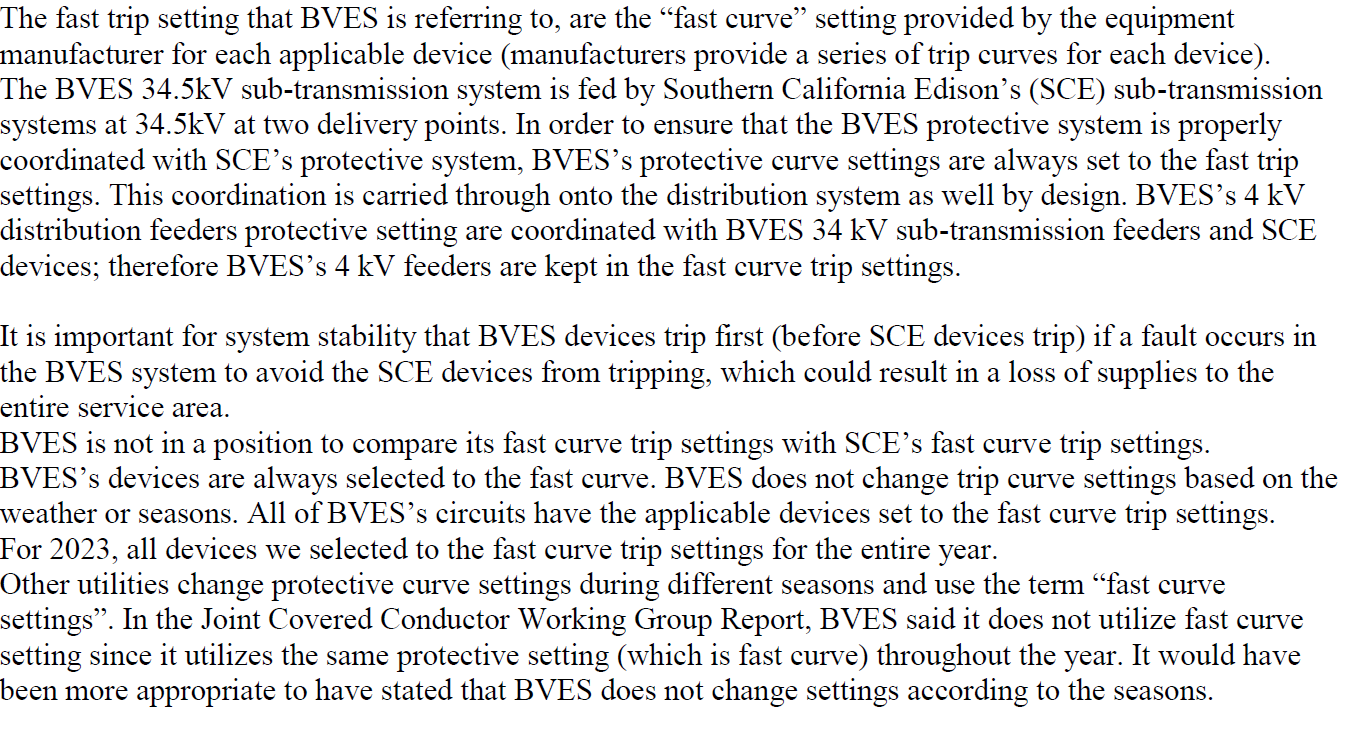 The fast trip setting that BVES is referring to, are the “fast curve” setting provided by the equipment
manufacturer for each applicable device (manufacturers provide a series of trip curves for each device).
The BVES 34.5kV sub-transmission system is fed by Southern California Edison’s (SCE) sub-transmission
systems at 34.5kV at two delivery points. In order to ensure that the BVES protective system is properly
coordinated with SCE’s protective system, BVES’s protective curve settings are always set to the fast trip
settings. This coordination is carried through onto the distribution system as well by design. BVES’s 4 kV
distribution feeders protective setting are coordinated with BVES 34 kV sub-transmission feeders and SCE
devices; therefore BVES’s 4 kV feeders are kept in the fast curve trip settings.
It is important for system stability that BVES devices trip first (before SCE devices trip) if a fault occurs in
the BVES system to avoid the SCE devices from tripping, which could result in a loss of supplies to the
entire service area.
BVES is not in a position to compare its fast curve trip settings with SCE’s fast curve trip settings.
BVES’s devices are always selected to the fast curve. BVES does not change trip curve settings based on the
weather or seasons. All of BVES’s circuits have the applicable devices set to the fast curve trip settings.
For 2023, all devices we selected to the fast curve trip settings for the entire year.
Other utilities change protective curve settings during different seasons and use the term “fast curve
settings”. In the Joint Covered Conductor Working Group Report, BVES said it does not utilize fast curve
setting since it utilizes the same protective setting (which is fast curve) throughout the year. It would have
been more appropriate to have stated that BVES does not change settings according to the seasons.